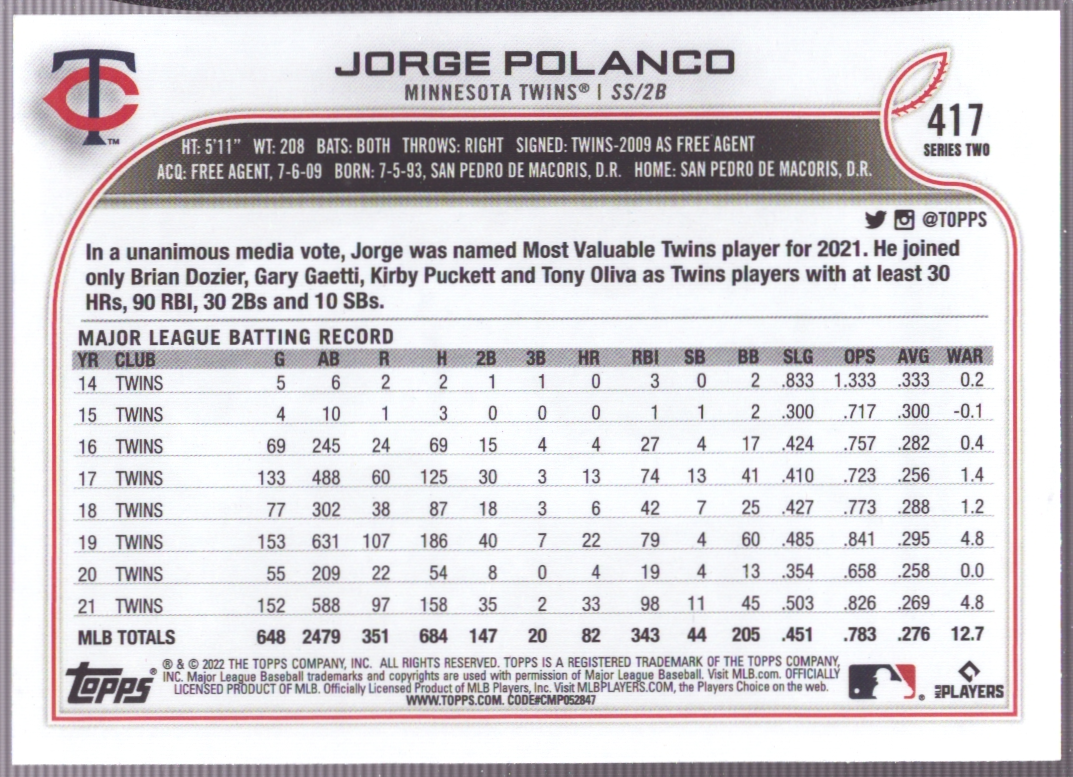 JORGE POLANCO
MINNESOTA TWINS® | SS/2B
TC ™
417
SERIES TWO
HT: 5'11" WT: 208 BATS: BOTH THROWS: RIGHT SIGNED: TWINS-2009 AS FREE AGENT
ACQ: FREE AGENT, 7-6-09 BORN: 7-5-93, SAN PEDRO DE MACORIS, D.R. HOME: SAN PEDRO DE MACORIS, D.R.
@TOPPS
In a unanimous media vote, Jorge was named Most Valuable Twins player for 2021. He joined
only Brian Dozier, Gary Gaetti, Kirby Puckett and Tony Oliva as Twins players with at least 30
HRs, 90 RBI, 30 2Bs and 10 SBs.
MAJOR LEAGUE BATTING RECORD
YR CLUB G AB R H 2B 3B HR RBI SB BB SLG OPS AVG WAR
14 TWINS 5 6 2 2 1 1 0 3 0 2 .833 1.333 .333 0.2
15 TWINS 4 10 1 3 0 0 0 1 1 2 .300 .717 .300 -0.1
16 TWINS 69 245 24 69 15 4 4 27 4 17 .424 .757 .282 0.4
17 TWINS 133 488 60 125 30 3 13 74 13 41 .410 .723 .256 1.4
18 TWINS 77 302 38 87 18 3 6 42 7 25 .427 .773 .288 1.2
19 TWINS 153 631 107 186 40 7 22 79 4 60 .485 .841 .295 4.8
20 TWINS 55 209 22 54 8 0 4 19 4 13 .354 .658 .258 0.0
21 TWINS 152 588 97 158 35 2 33 98 11 45 .503 .826 .269 4.8
MLB TOTALS 648 2479 351 684 147 20 82 343 44 205 .451 .783 .276 12.7
Topps®
® & © 2022 THE TOPPS COMPANY, INC. ALL RIGHTS RESERVED. TOPPS IS A REGISTERED TRADEMARK OF THE TOPPS COMPANY,
INC. Major League Baseball trademarks and copyrights are used with permission of Major League Baseball. Visit MLB.com. OFFICIALLY
LICENSED PRODUCT OF MLB. Officially Licensed Product of MLB Players, Inc. Visit MLBPLAYERS.COM, the Players Choice on the web.
WWW.TOPPS.COM. CODE#CMP052847
®
MLB PLAYERS